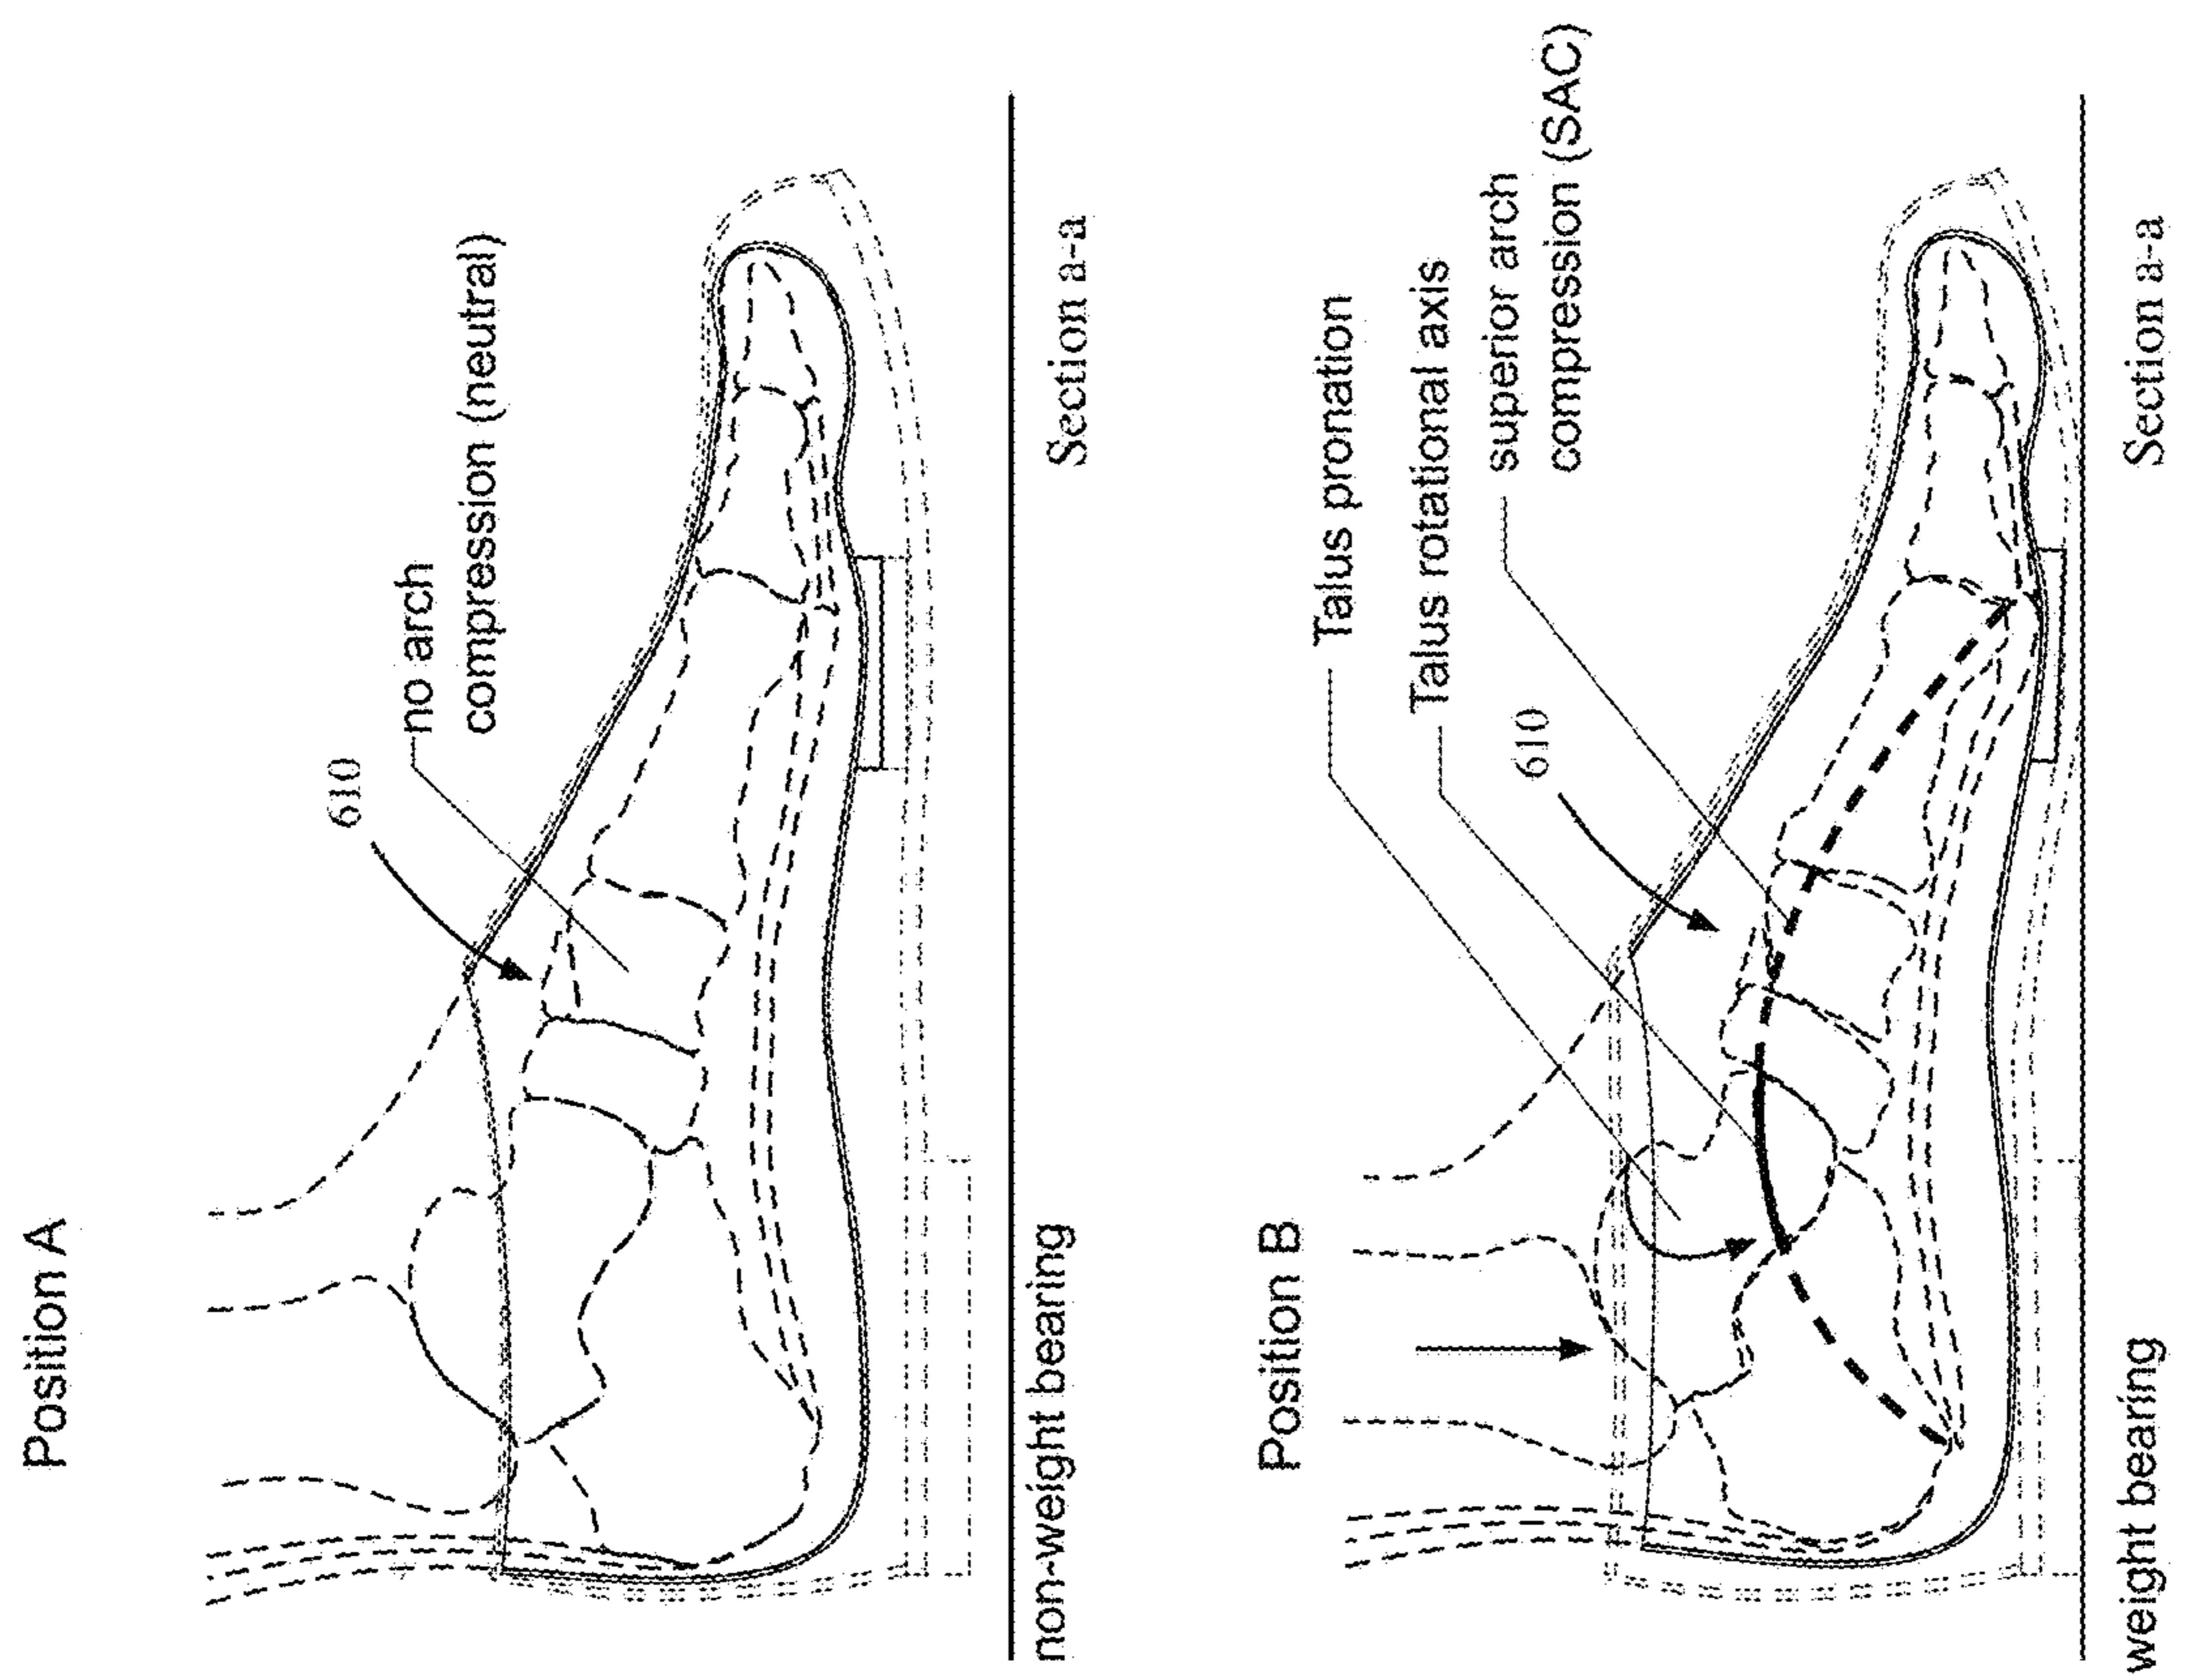 Position A
610
no arch
compression (neutral)
Section a-a
non-weight bearing
Position B
Talus pronation
Talus rotational axis
superior arch
compression (SAC)
610
Section a-a
weight bearing